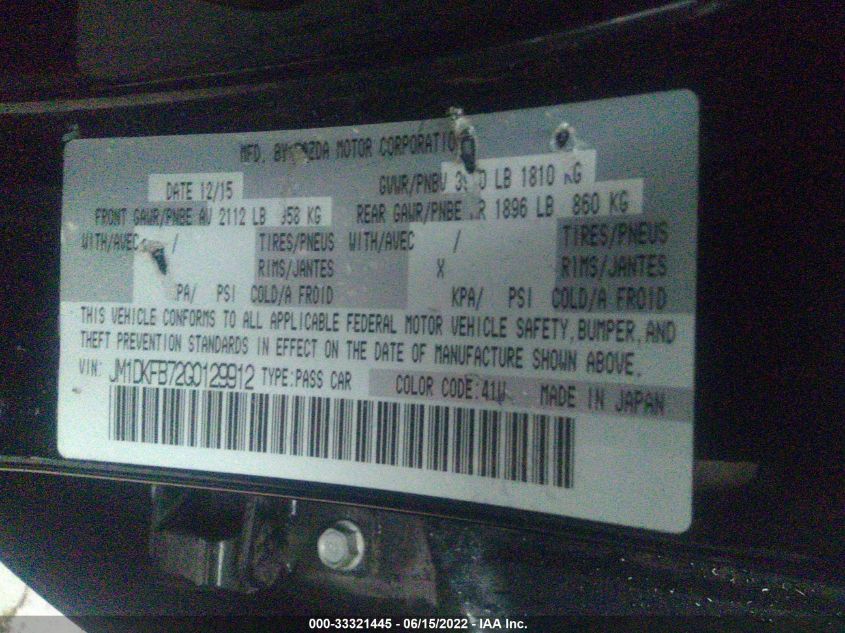 MFD. BY MAZDA MOTOR CORPORATION
DATE 12/15 GVWR/PNBV LB 1810 KG
FRONT GAWR/PNBE AV 2112 LB 958 KG REAR GAWR/PNBE AR 1896 LB 860 KG
WITH/AVEC / TIRES/PNEUS WITH/AVEC / TIRES/PNEUS
RIMS/JANTES X RIMS/JANTES
KPA/ PSI COLD/A FROID KPA/ PSI COLD/A FROID
THIS VEHICLE CONFORMS TO ALL APPLICABLE FEDERAL MOTOR VEHICLE SAFETY, BUMPER, AND
THEFT PREVENTION STANDARDS IN EFFECT ON THE DATE OF MANUFACTURE SHOWN ABOVE.
VIN: JM1DKFB72G0129912 TYPE:PASS CAR COLOR CODE:41W MADE IN JAPAN
000-33321445 - 06/15/2022 - IAA Inc.